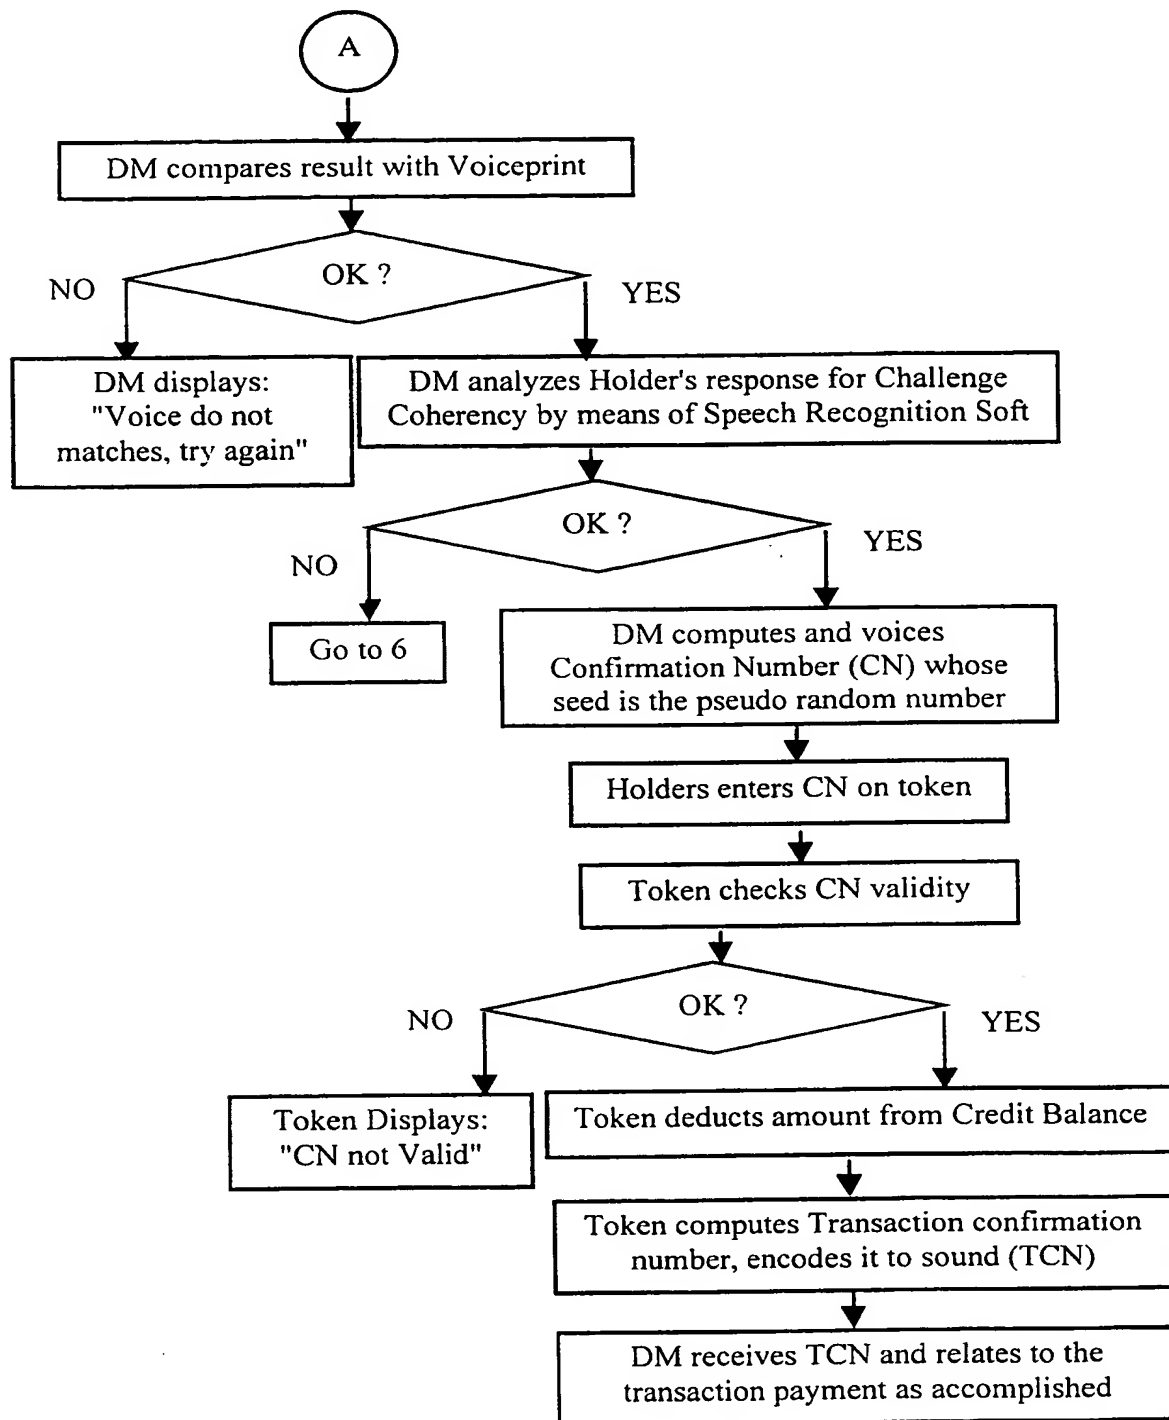 A
DM compares result with Voiceprint
OK ?
NO
YES
DM displays:
"Voice do not
matches, try again"
DM analyzes Holder's response for Challenge
Coherency by means of Speech Recognition Soft
OK ?
NO
YES
Go to 6
DM computes and voices
Confirmation Number (CN) whose
seed is the pseudo random number
Holders enters CN on token
Token checks CN validity
OK ?
NO
YES
Token Displays:
"CN not Valid"
Token deducts amount from Credit Balance
Token computes Transaction confirmation
number, encodes it to sound (TCN)
DM receives TCN and relates to the
transaction payment as accomplished